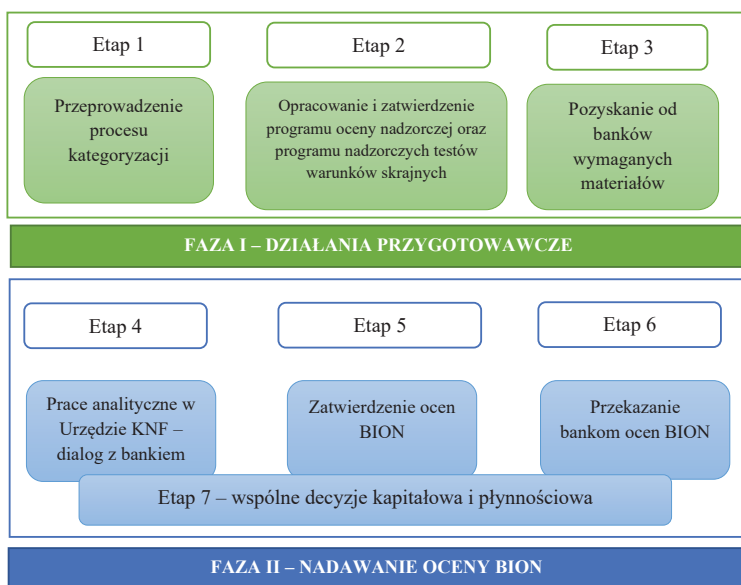 Etap 1
Etap 2
Etap 3
Przeprowadzenie
procesu
kategoryzacji
Opracowanie i zatwierdzenie
programu oceny nadzorczej oraz
programu nadzorczych testów
warunków skrajnych
Pozyskanie od
banków
wymaganych
materiałów
FAZA I – DZIAŁANIA PRZYGOTOWAWCZE
Etap 4
Etap 5
Etap 6
Prace analityczne w
Urzędzie KNF –
dialog z bankiem
Zatwierdzenie ocen
BION
Przekazanie
bankom ocen BION
Etap 7 – wspólne decyzje kapitałowa i płynnościowa
FAZA II – NADAWANIE OCENY BION